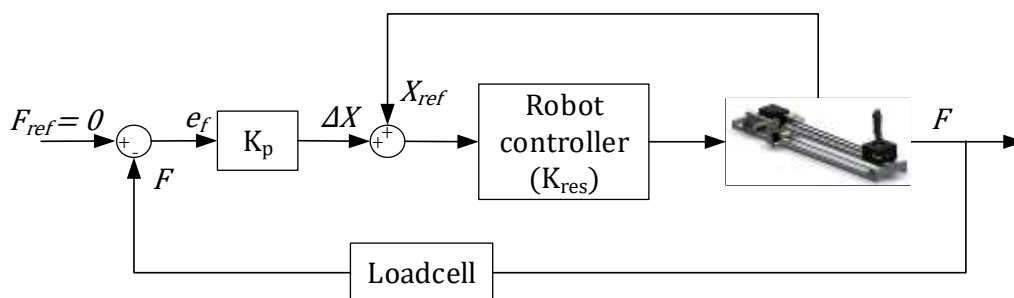 X_ref
F_ref = 0
+
-
e_f
K_p
ΔX
+
+
Robot
controller
(K_res)
F
F
Loadcell